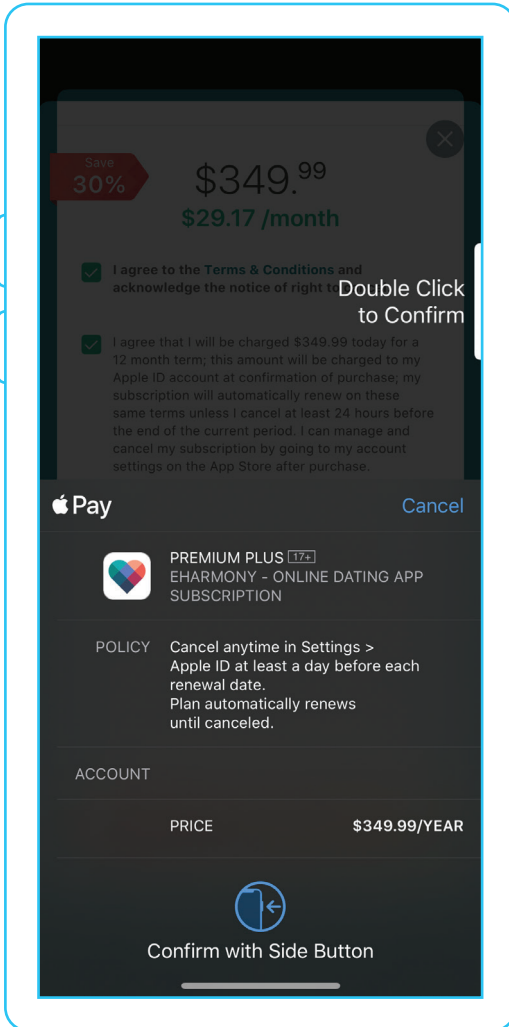 Save
30%
$349.99
$29.17 /month
I agree to the Terms & Conditions and
acknowledge the notice of right to
Double Click
to Confirm
I agree that I will be charged $349.99 today for a
12 month term; this amount will be charged to my
Apple ID account at confirmation of purchase; my
subscription will automatically renew on these
same terms unless I cancel at least 24 hours before
the end of the current period. I can manage and
cancel my subscription by going to my account
settings on the App Store after purchase.
Pay
Cancel
PREMIUM PLUS 17+
EHARMONY - ONLINE DATING APP
SUBSCRIPTION
POLICY
Cancel anytime in Settings >
Apple ID at least a day before each
renewal date.
Plan automatically renews
until canceled.
ACCOUNT
PRICE
$349.99/YEAR
Confirm with Side Button